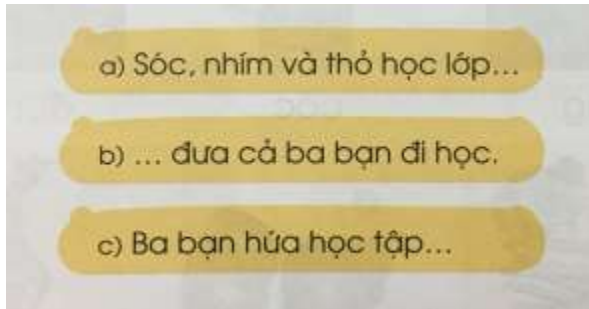 a) Sóc, nhím và thỏ học lớp...
b) ... đưa cả ba bạn đi học.
c) Ba bạn hứa học tập...